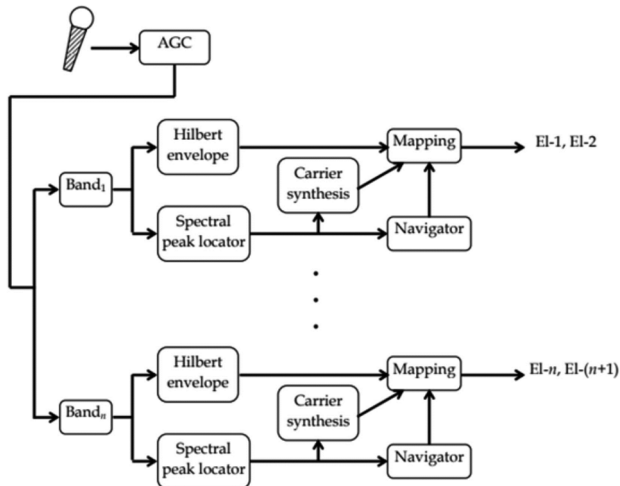 AGC
Hilbert
envelope
Mapping
El-1, El-2
Carrier
synthesis
Band₁
Spectral
peak locator
Navigator
Hilbert
envelope
Mapping
El-n, El-(n+1)
Carrier
synthesis
Bandₙ
Spectral
peak locator
Navigator